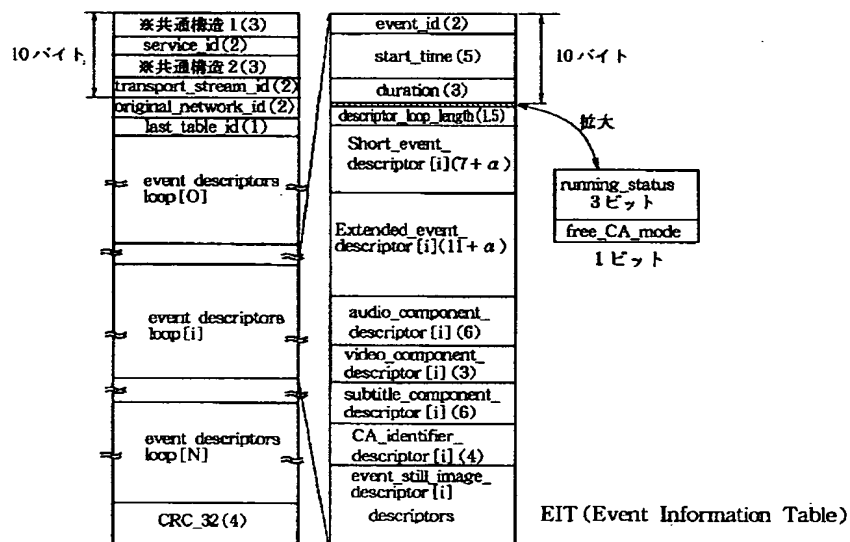 10バイト
※共通構造1(3)
service_id(2)
※共通構造2(3)
transport_stream_id(2)
original_network_id(2)
last_table_id(1)
event descriptors
loop[0]
event descriptors
loop[i]
event descriptors
loop[N]
CRC_32(4)
event_id(2)
start_time(5)
duration(3)
descriptor_loop_length(1.5)
Short_event_
descriptor[i](7+α)
Extended_event_
descriptor[i](11+α)
audio_component_
descriptor[i](6)
video_component_
descriptor[i](3)
subtitle_component_
descriptor[i](6)
CA_identifier_
descriptor[i](4)
event_still_image_
descriptor[i]
descriptors
10バイト
拡大
running_status
3ビット
free_CA_mode
1ビット
EIT(Event Information Table)